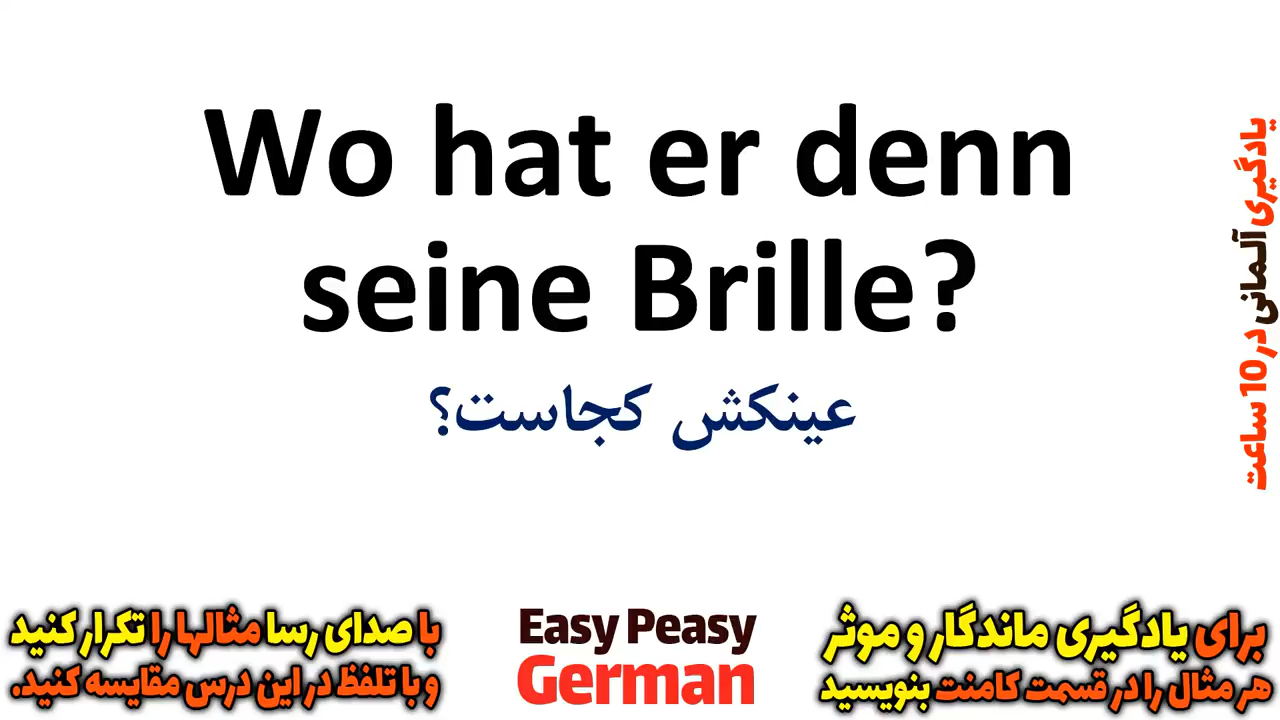 Wo hat er denn
seine Brille?
عینکش کجاست؟
یادگیری آلمانی در 10 ساعت
با صدای رسا مثالها را تکرار کنید
و با تلفظ در این درس مقایسه کنید.
Easy Peasy
German
برای یادگیری ماندگار و موثر
هر مثال را در قسمت کامنت بنویسید